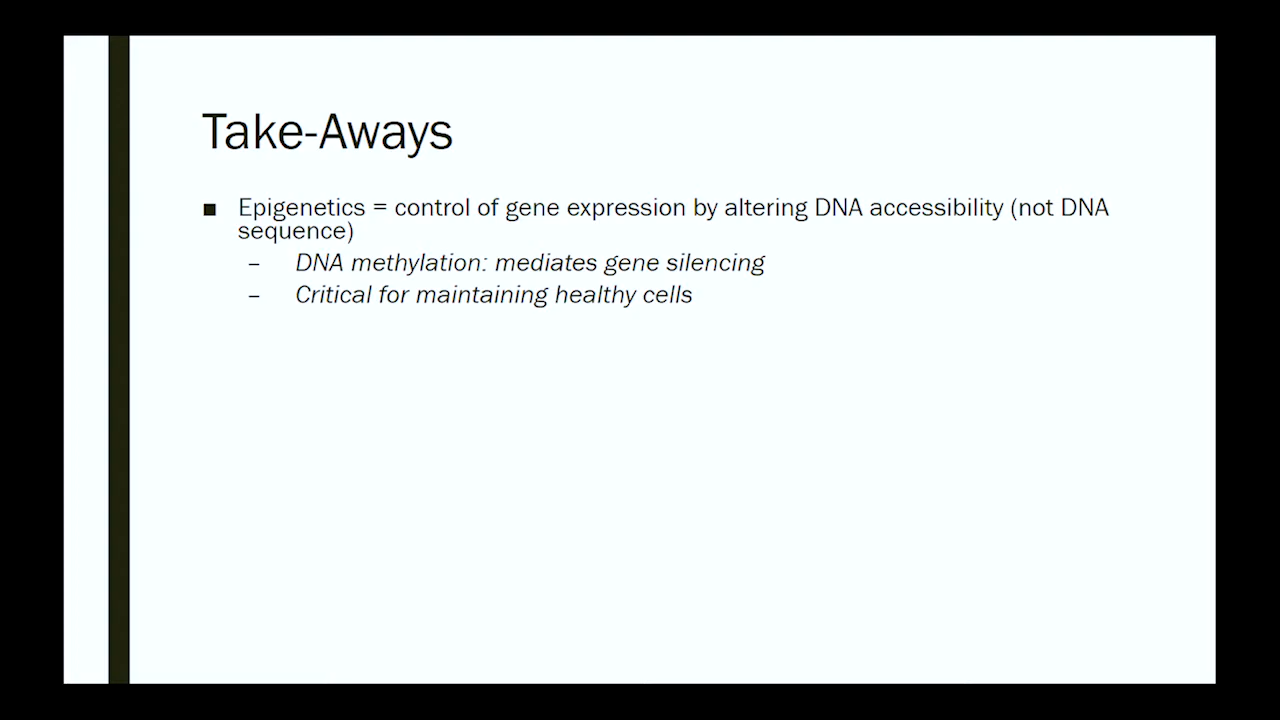 Take-Aways
■ Epigenetics = control of gene expression by altering DNA accessibility (not DNA
sequence)
– DNA methylation: mediates gene silencing
– Critical for maintaining healthy cells